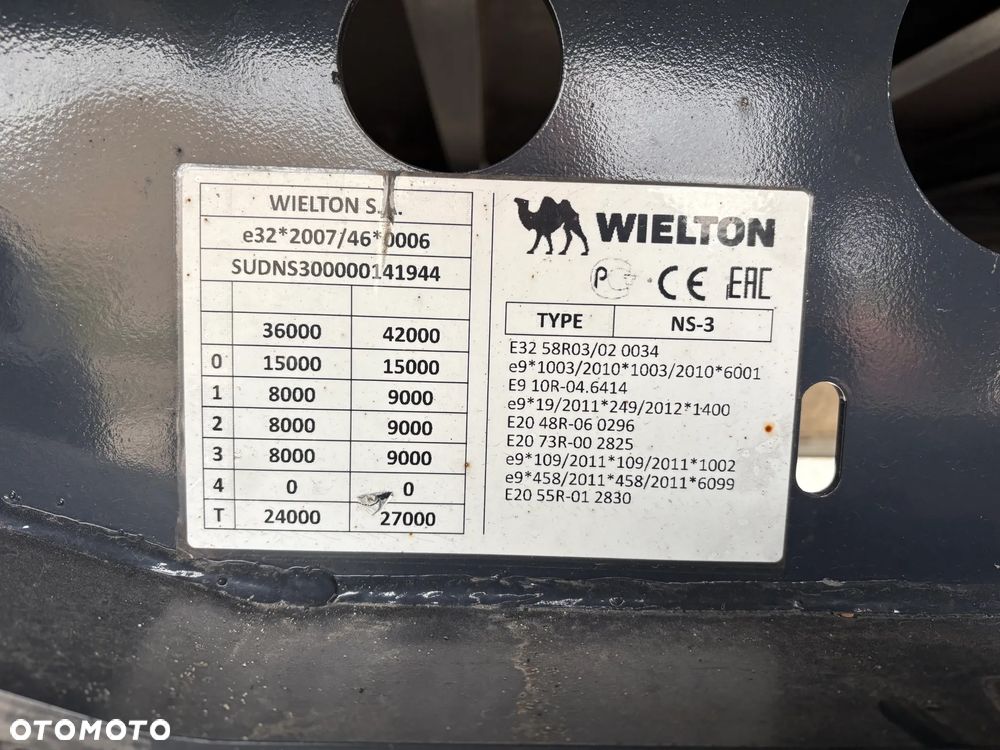 WIELTON S.A.
e32*2007/46*0006
SUDNS300000141944
36000 42000
0 15000 15000
1 8000 9000
2 8000 9000
3 8000 9000
4 0 0
T 24000 27000
WIELTON
CE EAC
TYPE NS-3
E32 58R03/02 0034
e9*1003/2010*1003/2010*6001
E9 10R-04.6414
e9*19/2011*249/2012*1400
E20 48R-06 0296
E20 73R-00 2825
e9*109/2011*109/2011*1002
e9*458/2011*458/2011*6099
E20 55R-01 2830
OTOMOTO